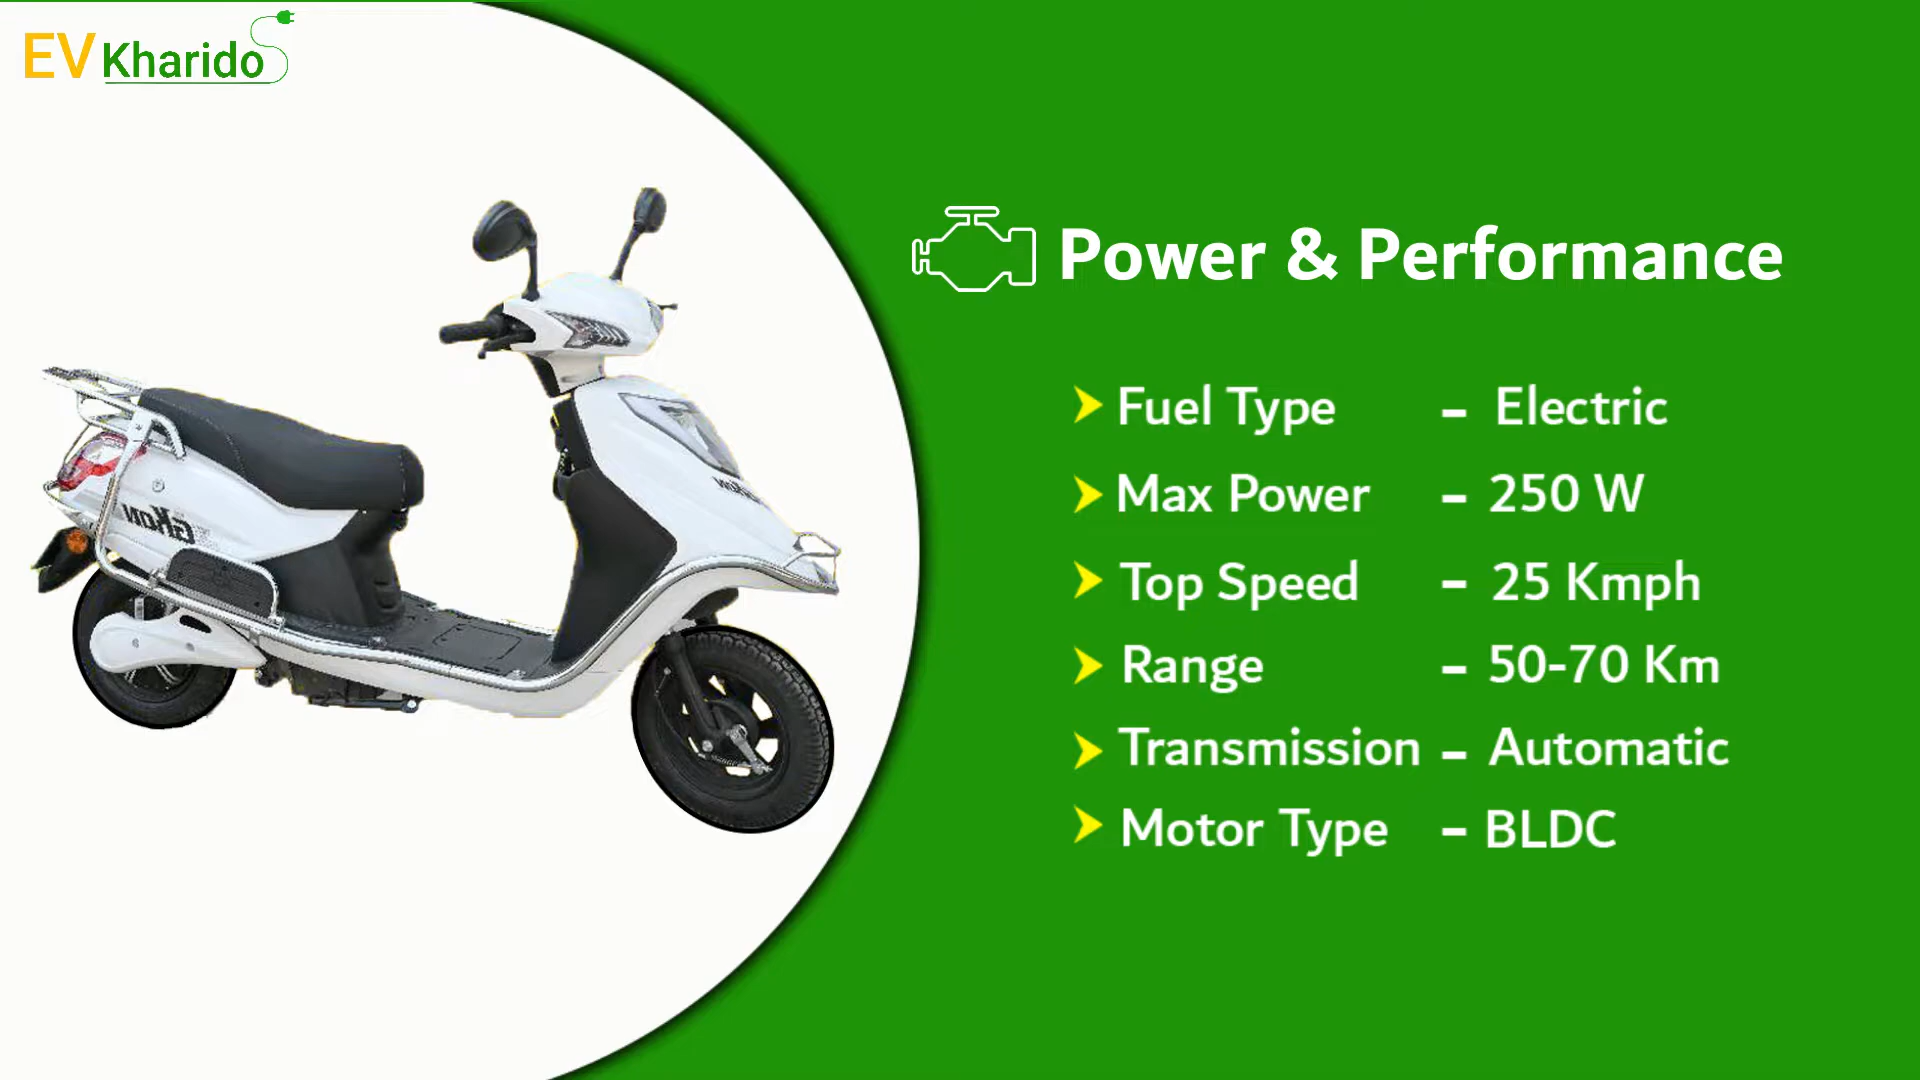 EV Kharido
Power & Performance
Fuel Type - Electric
Max Power - 250 W
Top Speed - 25 Kmph
Range - 50-70 Km
Transmission - Automatic
Motor Type - BLDC